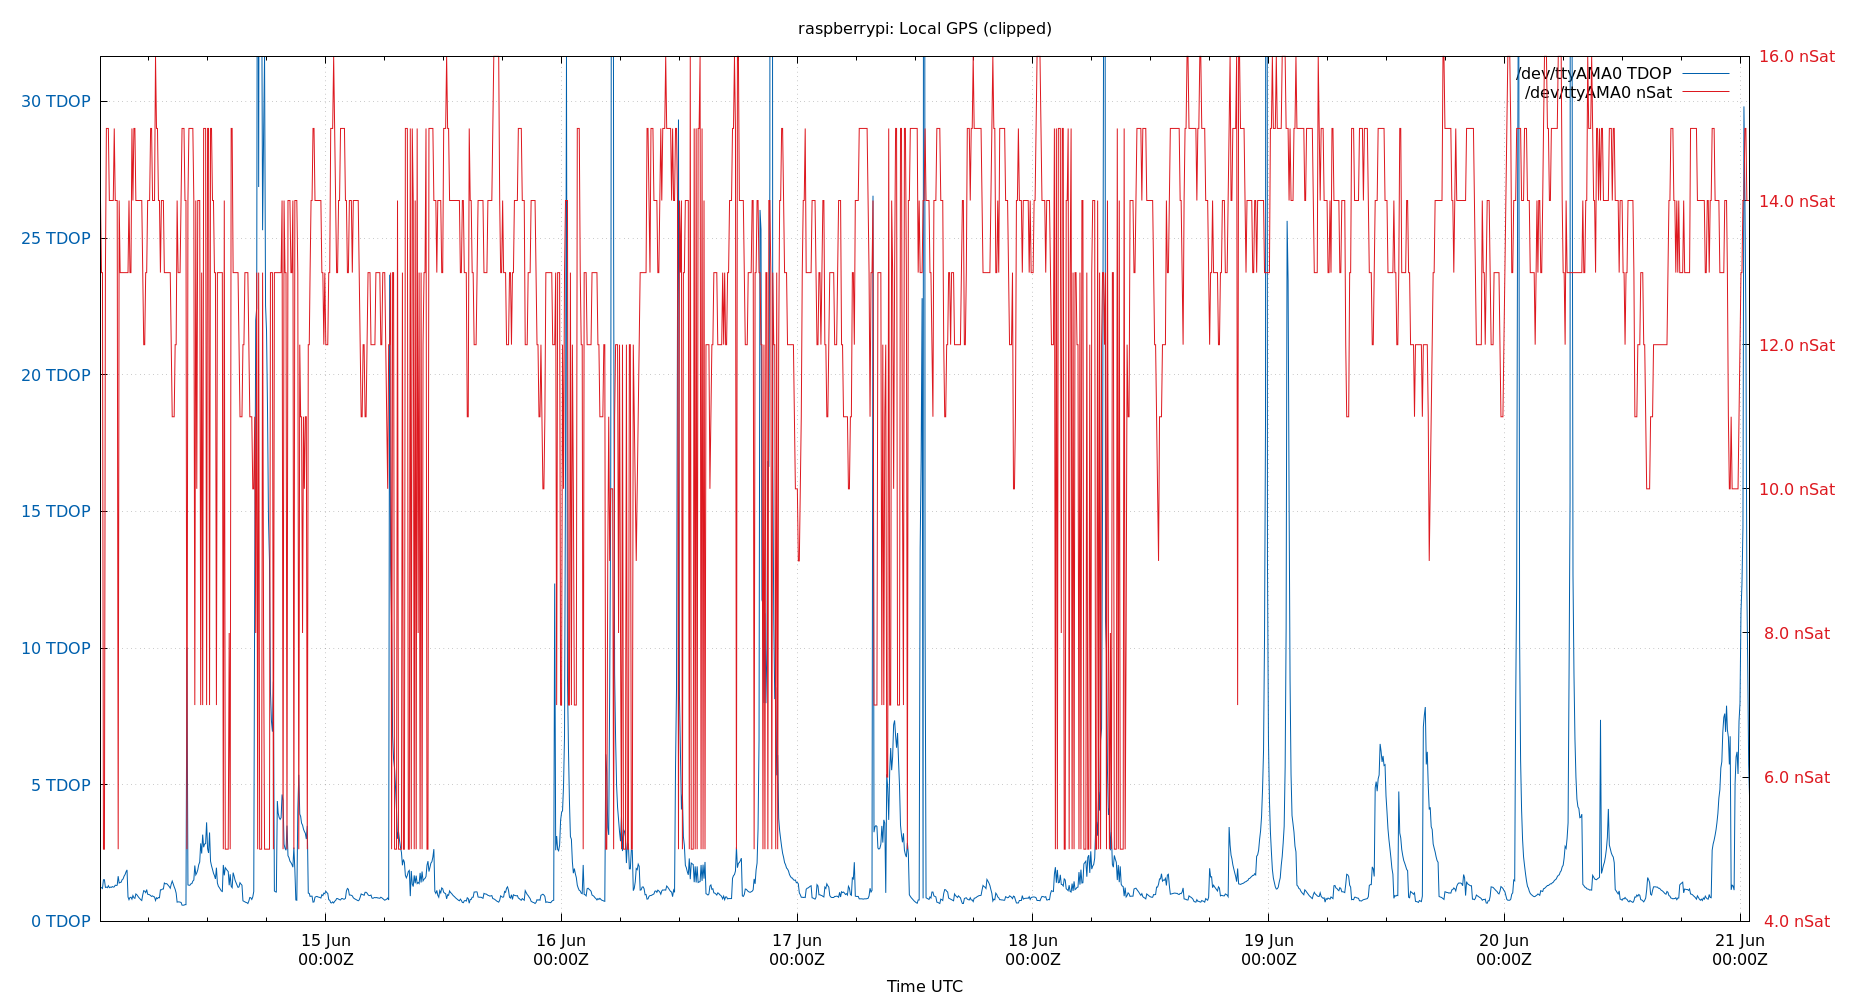 raspberrypi: Local GPS (clipped)
16.0 nSat
/dev/ttyAMA0 TDOP
/dev/ttyAMA0 nSat
30 TDOP
14.0 nSat
25 TDOP
12.0 nSat
20 TDOP
10.0 nSat
15 TDOP
8.0 nSat
10 TDOP
6.0 nSat
5 TDOP
0 TDOP
4.0 nSat
15 Jun 16 Jun 17 Jun 18 Jun 19 Jun 20 Jun 21 Jun
00:00Z 00:00Z 00:00Z 00:00Z 00:00Z 00:00Z 00:00Z
Time UTC